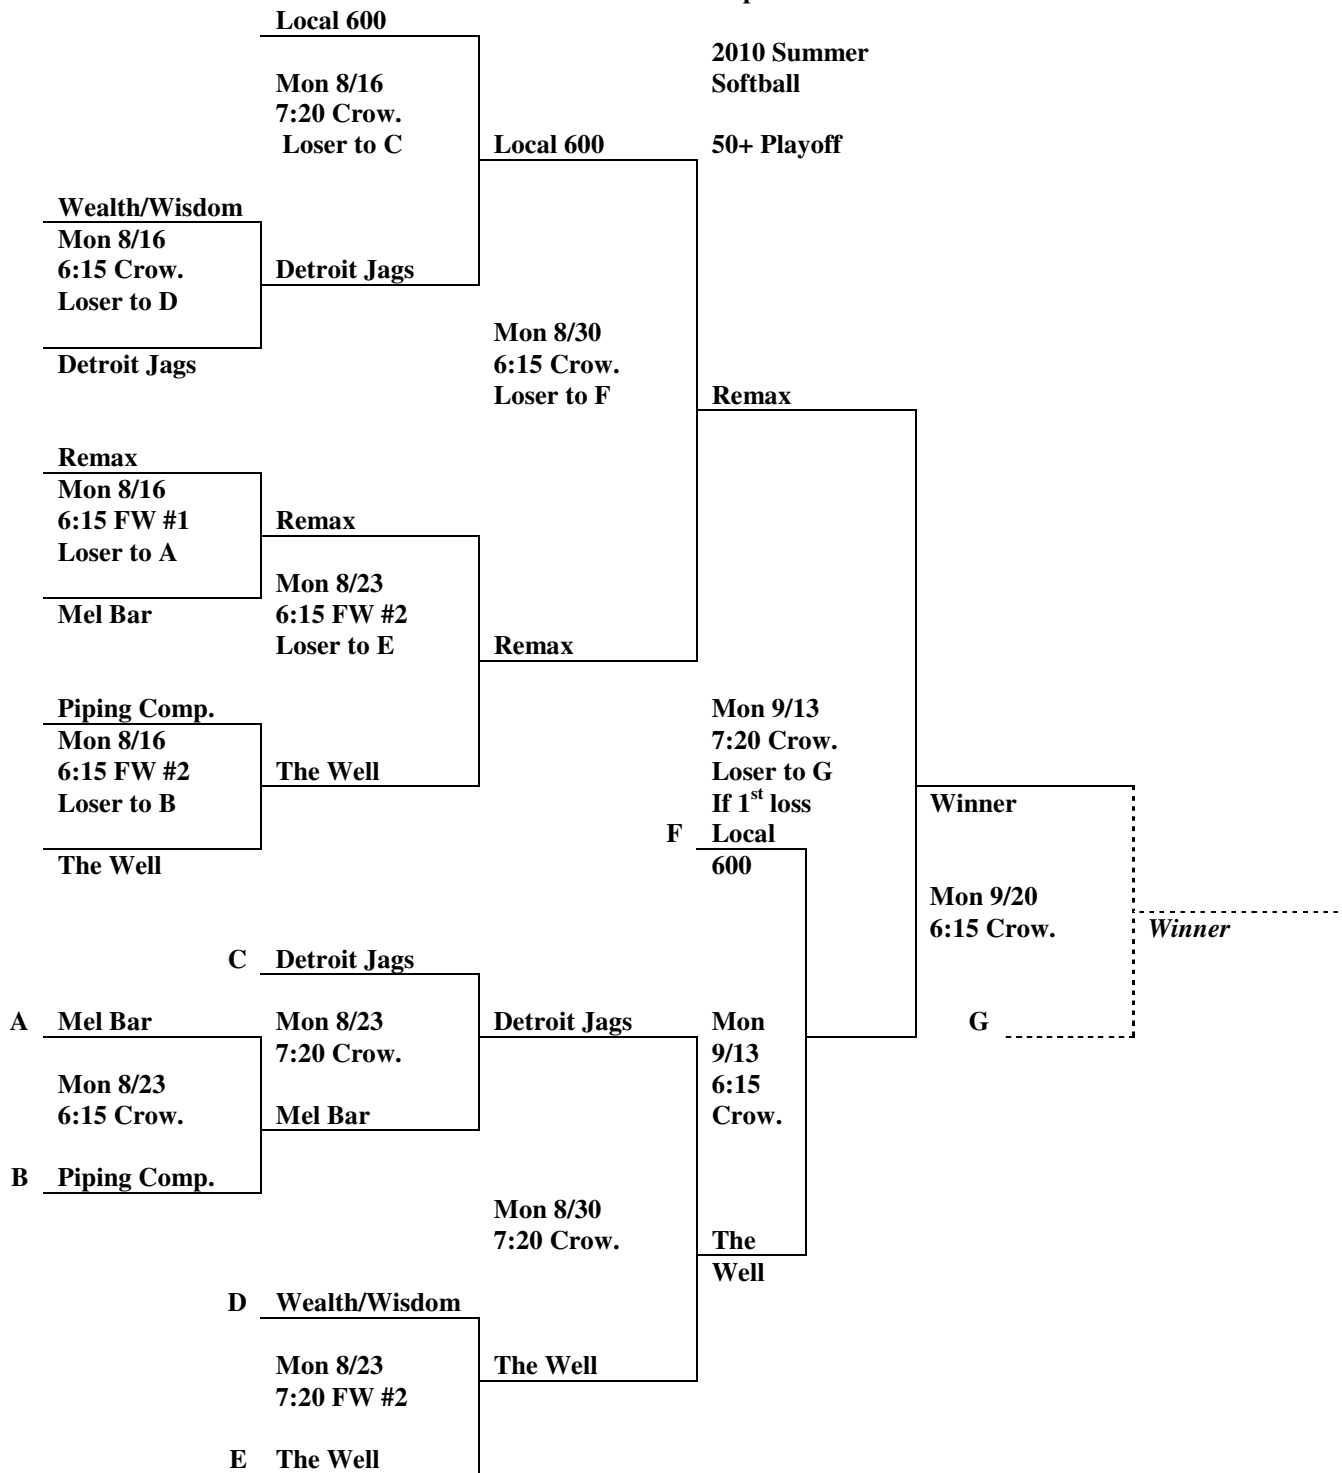 Local 600
2010 Summer
Softball
50+ Playoff
Mon 8/16
7:20 Crow.
Loser to C
Local 600
Wealth/Wisdom
Mon 8/16
6:15 Crow.
Loser to D
Detroit Jags
Detroit Jags
Mon 8/30
6:15 Crow.
Loser to F
Remax
Remax
Mon 8/16
6:15 FW #1
Loser to A
Remax
Mel Bar
Mon 8/23
6:15 FW #2
Loser to E
Remax
Piping Comp.
Mon 8/16
6:15 FW #2
Loser to B
The Well
The Well
Mon 9/13
7:20 Crow.
Loser to G
If 1st loss
Winner
F Local
600
Mon 9/20
6:15 Crow.
Winner
C Detroit Jags
A Mel Bar
Mon 8/23
7:20 Crow.
Detroit Jags
Mon
9/13
6:15
Crow.
G
Mon 8/23
6:15 Crow.
Mel Bar
B Piping Comp.
Mon 8/30
7:20 Crow.
The
Well
D Wealth/Wisdom
Mon 8/23
7:20 FW #2
The Well
E The Well